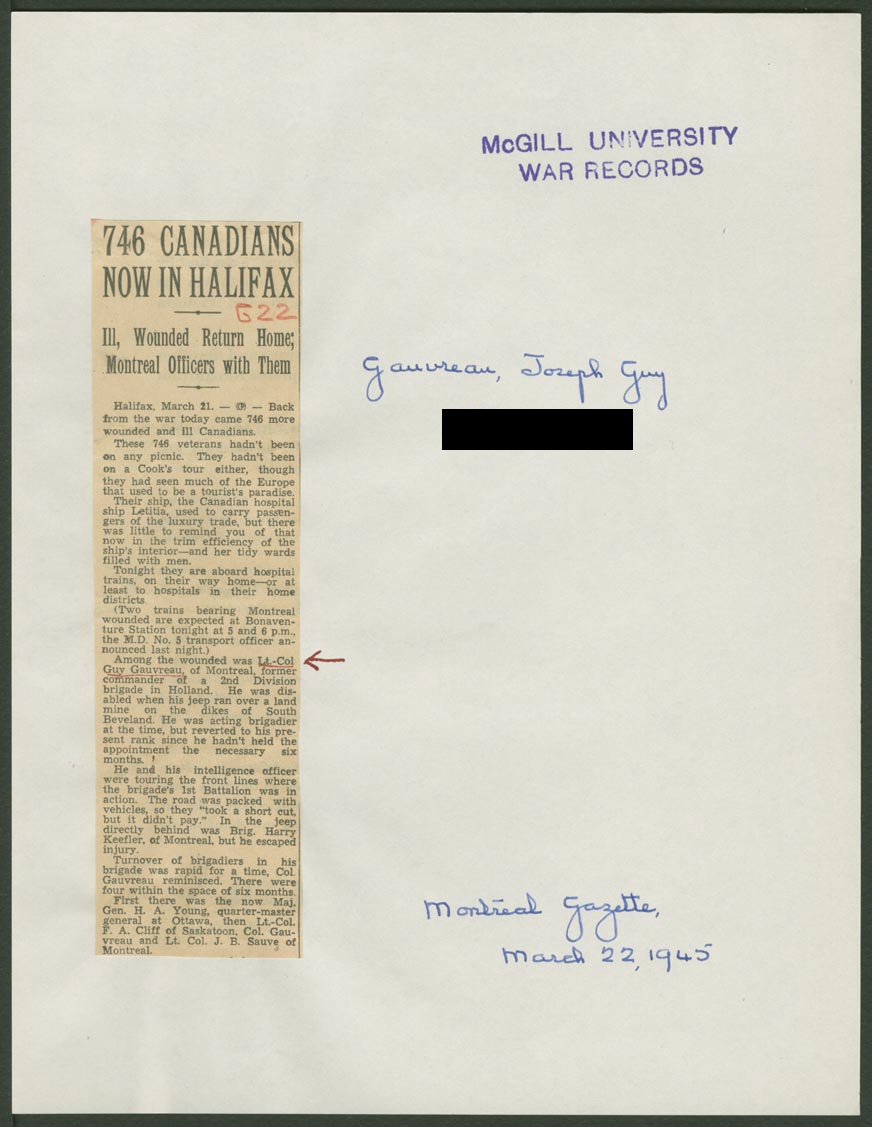 McGILL UNIVERSITY
WAR RECORDS
746 CANADIANS
NOW IN HALIFAX
G22
Ill, Wounded Return Home;
Montreal Officers with Them
Halifax, March 21. — (CP) — Back
from the war today came 746 more
wounded and ill Canadians.
These 746 veterans hadn't been
on any picnic. They hadn't been
on a Cook's tour either, though
they had seen much of the Europe
that used to be a tourist's paradise.
Their ship, the Canadian hospital
ship Letitia, used to carry passen-
gers of the luxury trade, but there
was little to remind you of that
now in the trim efficiency of the
ship's interior—and her tidy wards
filled with men.
Tonight they are aboard hospital
trains, on their way home—or at
least to hospitals in their home
districts.
(Two trains bearing Montreal
wounded are expected at Bonaven-
ture Station tonight at 5 and 6 p.m.,
the M.D. No. 5 transport officer an-
nounced last night.)
Among the wounded was Lt.-Col
Guy Gauvreau, of Montreal, former
commander of a 2nd Division
brigade in Holland. He was dis-
abled when his jeep ran over a land
mine on the dikes of South
Beveland. He was acting brigadier
at the time, but reverted to his pre-
sent rank since he hadn't held the
appointment the necessary six
months.
He and his intelligence officer
were touring the front lines where
the brigade's 1st Battalion was in
action. The road was packed with
vehicles, so they "took a short cut,
but it didn't pay." In the jeep
directly behind was Brig. Harry
Keefler, of Montreal, but he escaped
injury.
Turnover of brigadiers in his
brigade was rapid for a time, Col.
Gauvreau reminisced. There were
four within the space of six months.
First there was the now Maj.
Gen. H. A. Young, quarter-master
general at Ottawa, then Lt.-Col.
F. A. Cliff of Saskatoon, Col. Gau-
vreau and Lt. Col. J. B. Sauve of
Montreal.
Gauvreau, Joseph Guy
Montreal Gazette,
March 22, 1945